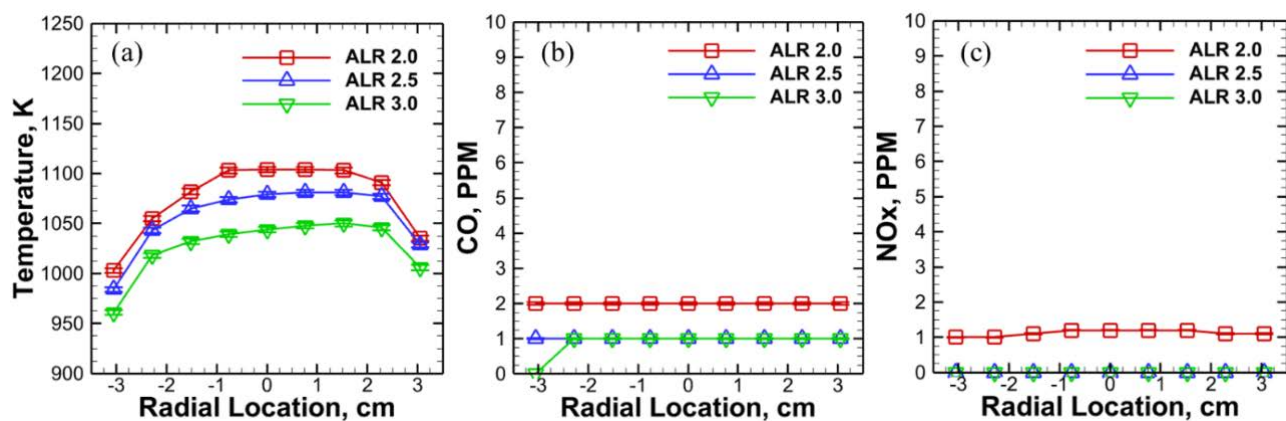 (a)
ALR 2.0
ALR 2.5
ALR 3.0
Temperature, K
1250
1200
1150
1100
1050
1000
950
900
-3 -2 -1 0 1 2 3
Radial Location, cm
(b)
ALR 2.0
ALR 2.5
ALR 3.0
CO, PPM
10
9
8
7
6
5
4
3
2
1
0
-3 -2 -1 0 1 2 3
Radial Location, cm
(c)
ALR 2.0
ALR 2.5
ALR 3.0
NOx, PPM
10
9
8
7
6
5
4
3
2
1
0
-3 -2 -1 0 1 2 3
Radial Location, cm